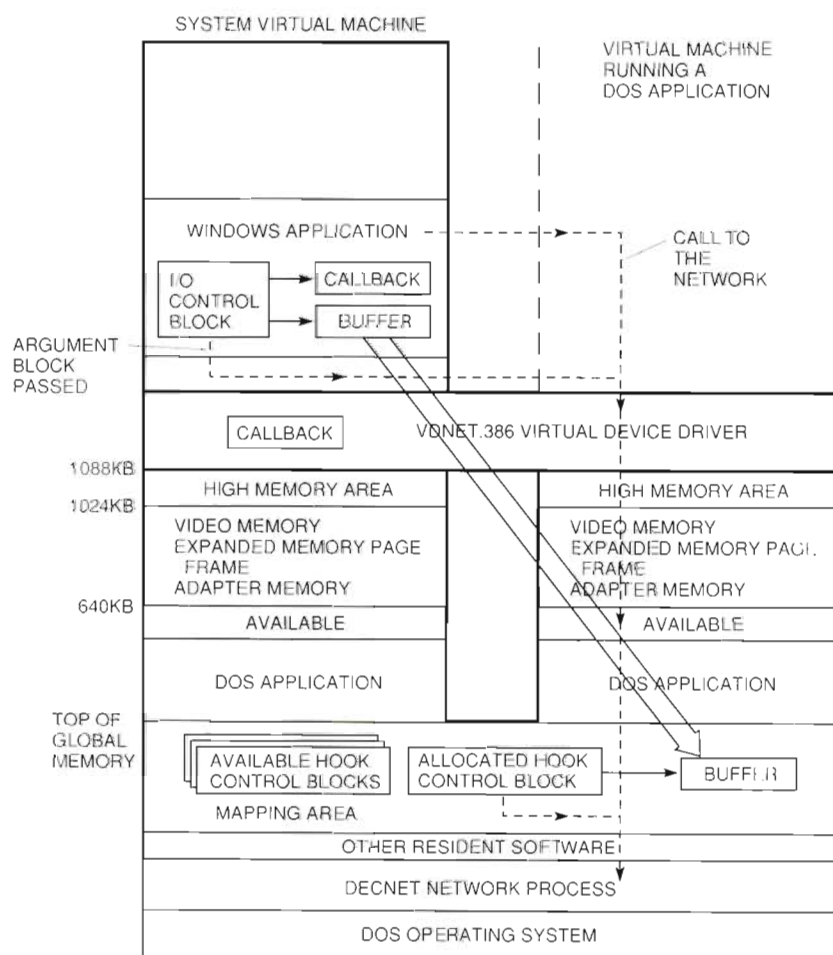 SYSTEM VIRTUAL MACHINE
VIRTUAL MACHINE
RUNNING A
DOS APPLICATION
WINDOWS APPLICATION
CALL TO
THE
NETWORK
I/O
CONTROL
BLOCK
CALLBACK
BUFFER
ARGUMENT
BLOCK
PASSED
CALLBACK
VDNET.386 VIRTUAL DEVICE DRIVER
1088KB
HIGH MEMORY AREA
HIGH MEMORY AREA
1024KB
VIDEO MEMORY
EXPANDED MEMORY PAGE
FRAME
ADAPTER MEMORY
VIDEO MEMORY
EXPANDED MEMORY PAGE
FRAME
ADAPTER MEMORY
640KB
AVAILABLE
AVAILABLE
DOS APPLICATION
DOS APPLICATION
TOP OF
GLOBAL
MEMORY
AVAILABLE HOOK
CONTROL BLOCKS
ALLOCATED HOOK
CONTROL BLOCK
BUFFER
MAPPING AREA
OTHER RESIDENT SOFTWARE
DECNET NETWORK PROCESS
DOS OPERATING SYSTEM